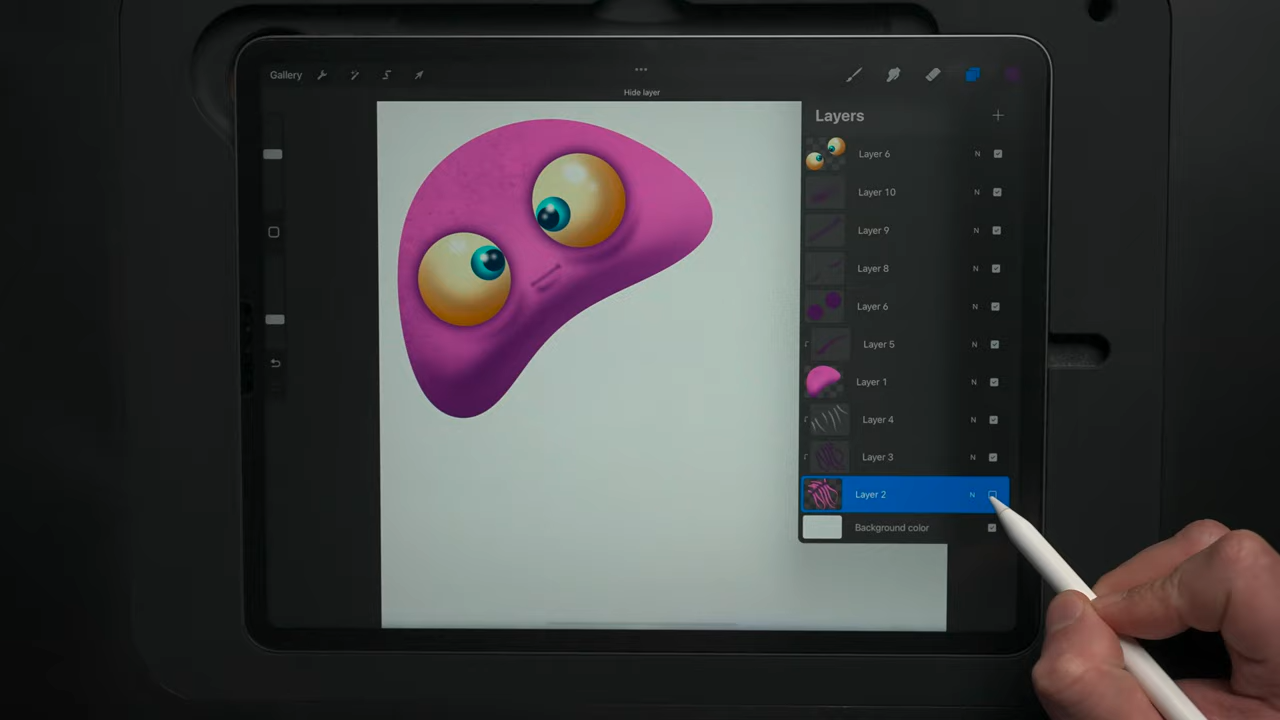 Gallery
Hide layer
Layers
Layer 6 N
Layer 10 N
Layer 9 N
Layer 8 N
Layer 6 N
Layer 5 N
Layer 1 N
Layer 4 N
Layer 3 N
Layer 2 N
Background color